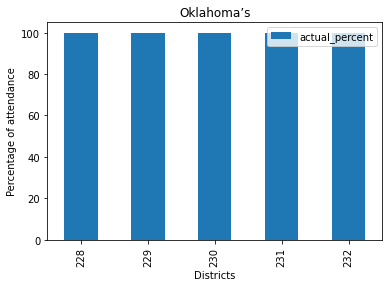 Oklahoma’s
actual_percent
Percentage of attendance
100
80
60
40
20
0
228
229
230
231
232
Districts